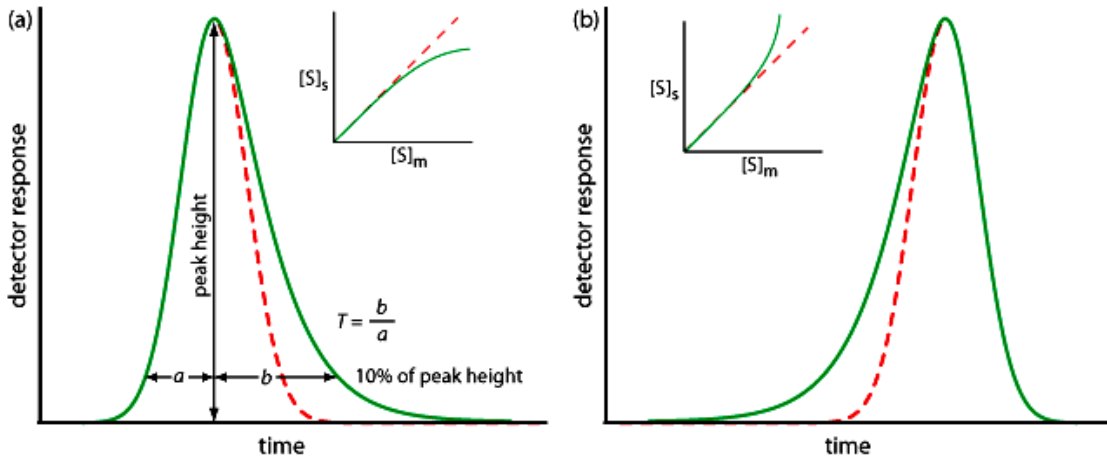 (a)
detector response
peak height
[S]s
[S]m
T = b/a
a
b
10% of peak height
time
(b)
detector response
[S]s
[S]m
time